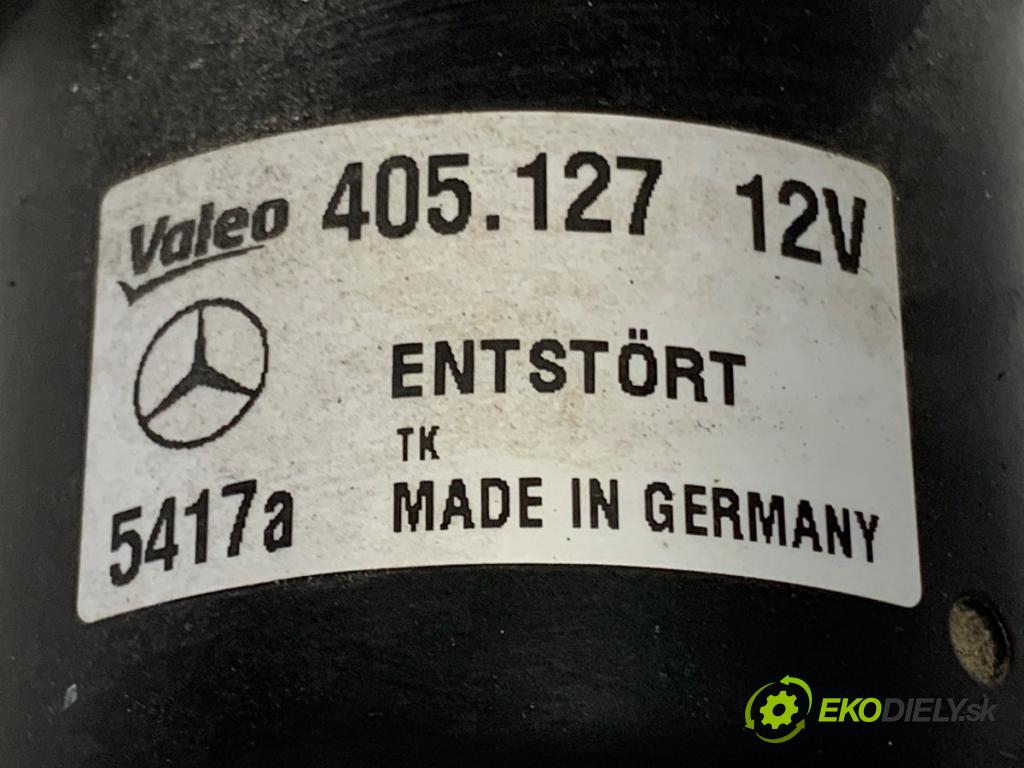 Valeo 405.127 12V
ENTSTÖRT
TK
5417a MADE IN GERMANY
EKODIELY.sk